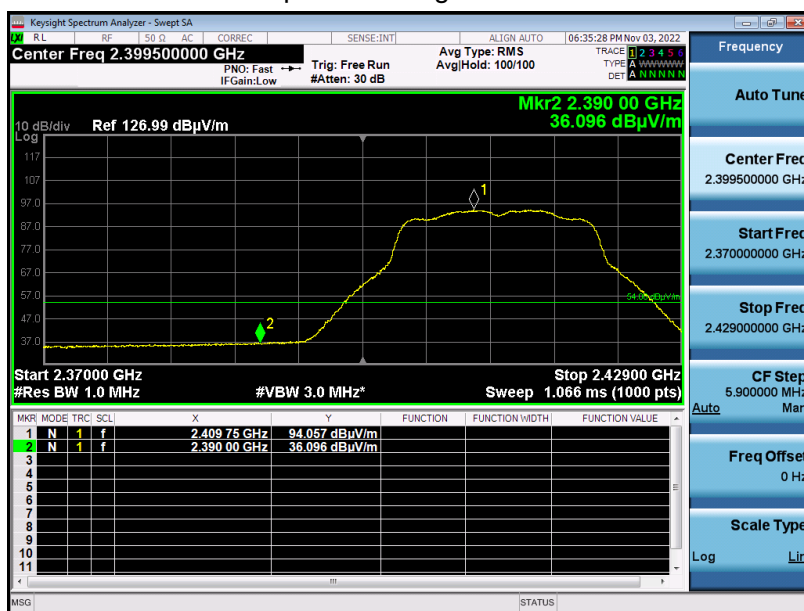 Keysight Spectrum Analyzer - Swept SA
LXI RL RF 50 Ω AC CORREC SENSE:INT ALIGN AUTO 06:35:28 PM Nov 03, 2022
Center Freq 2.399500000 GHz
PNO: Fast
IFGain:Low
Trig: Free Run
#Atten: 30 dB
Avg Type: RMS
Avg|Hold: 100/100
TRACE 1 2 3 4 5 6
TYPE A WWWWW
DET A N N N N N
Mkr2 2.390 00 GHz
36.096 dBµV/m
10 dB/div Ref 126.99 dBµV/m
Log
117
107
97.0
87.0
77.0
67.0
57.0
47.0
37.0
1
2
54.00 dBµV/m
Start 2.37000 GHz Stop 2.42900 GHz
#Res BW 1.0 MHz #VBW 3.0 MHz* Sweep 1.066 ms (1000 pts)
MKR MODE TRC SCL X Y FUNCTION FUNCTION WIDTH FUNCTION VALUE
1 N 1 f 2.409 75 GHz 94.057 dBµV/m
2 N 1 f 2.390 00 GHz 36.096 dBµV/m
3
4
5
6
7
8
9
10
11
MSG STATUS
Frequency
Auto Tune
Center Freq
2.399500000 GHz
Start Freq
2.370000000 GHz
Stop Freq
2.429000000 GHz
CF Step
5.900000 MHz
Auto Man
Freq Offset
0 Hz
Scale Type
Log Lin